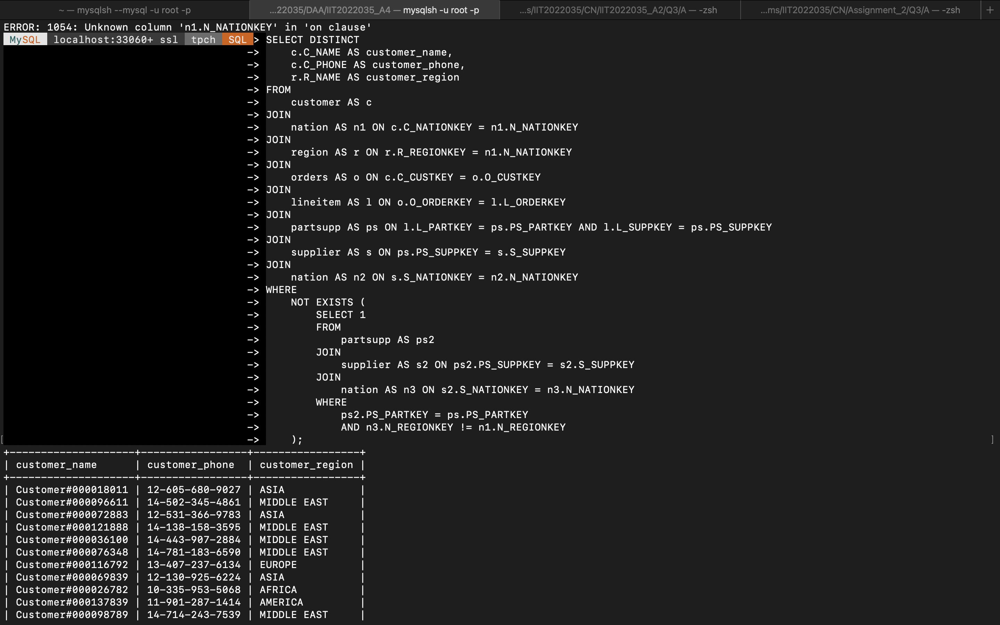 ~ — mysqlsh --mysql -u root -p
...22035/DAA/IIT2022035_A4 — mysqlsh -u root -p
...s/IIT2022035/CN/IIT2022035_A2/Q3/A — -zsh
...ms/IIT2022035/CN/Assignment_2/Q3/A — -zsh
+
ERROR: 1054: Unknown column 'n1.N_NATIONKEY' in 'on clause'
MySQL localhost:33060+ ssl tpch SQL > SELECT DISTINCT
-> c.C_NAME AS customer_name,
-> c.C_PHONE AS customer_phone,
-> r.R_NAME AS customer_region
-> FROM
-> customer AS c
-> JOIN
-> nation AS n1 ON c.C_NATIONKEY = n1.N_NATIONKEY
-> JOIN
-> region AS r ON r.R_REGIONKEY = n1.N_NATIONKEY
-> JOIN
-> orders AS o ON c.C_CUSTKEY = o.O_CUSTKEY
-> JOIN
-> lineitem AS l ON o.O_ORDERKEY = l.L_ORDERKEY
-> JOIN
-> partsupp AS ps ON l.L_PARTKEY = ps.PS_PARTKEY AND l.L_SUPPKEY = ps.PS_SUPPKEY
-> JOIN
-> supplier AS s ON ps.PS_SUPPKEY = s.S_SUPPKEY
-> JOIN
-> nation AS n2 ON s.S_NATIONKEY = n2.N_NATIONKEY
-> WHERE
-> NOT EXISTS (
-> SELECT 1
-> FROM
-> partsupp AS ps2
-> JOIN
-> supplier AS s2 ON ps2.PS_SUPPKEY = s2.S_SUPPKEY
-> JOIN
-> nation AS n3 ON s2.S_NATIONKEY = n3.N_NATIONKEY
-> WHERE
-> ps2.PS_PARTKEY = ps.PS_PARTKEY
-> AND n3.N_REGIONKEY != n1.N_REGIONKEY
[ -> ); ]
+--------------------+-----------------+-----------------+
| customer_name | customer_phone | customer_region |
+--------------------+-----------------+-----------------+
| Customer#000018011 | 12-605-680-9027 | ASIA |
| Customer#000096611 | 14-502-345-4861 | MIDDLE EAST |
| Customer#000072883 | 12-531-366-9783 | ASIA |
| Customer#000121888 | 14-138-158-3595 | MIDDLE EAST |
| Customer#000036100 | 14-443-907-2884 | MIDDLE EAST |
| Customer#000076348 | 14-781-183-6590 | MIDDLE EAST |
| Customer#000116792 | 13-407-237-6134 | EUROPE |
| Customer#000069839 | 12-130-925-6224 | ASIA |
| Customer#000026782 | 10-335-953-5068 | AFRICA |
| Customer#000137839 | 11-901-287-1414 | AMERICA |
| Customer#000098789 | 14-714-243-7539 | MIDDLE EAST |